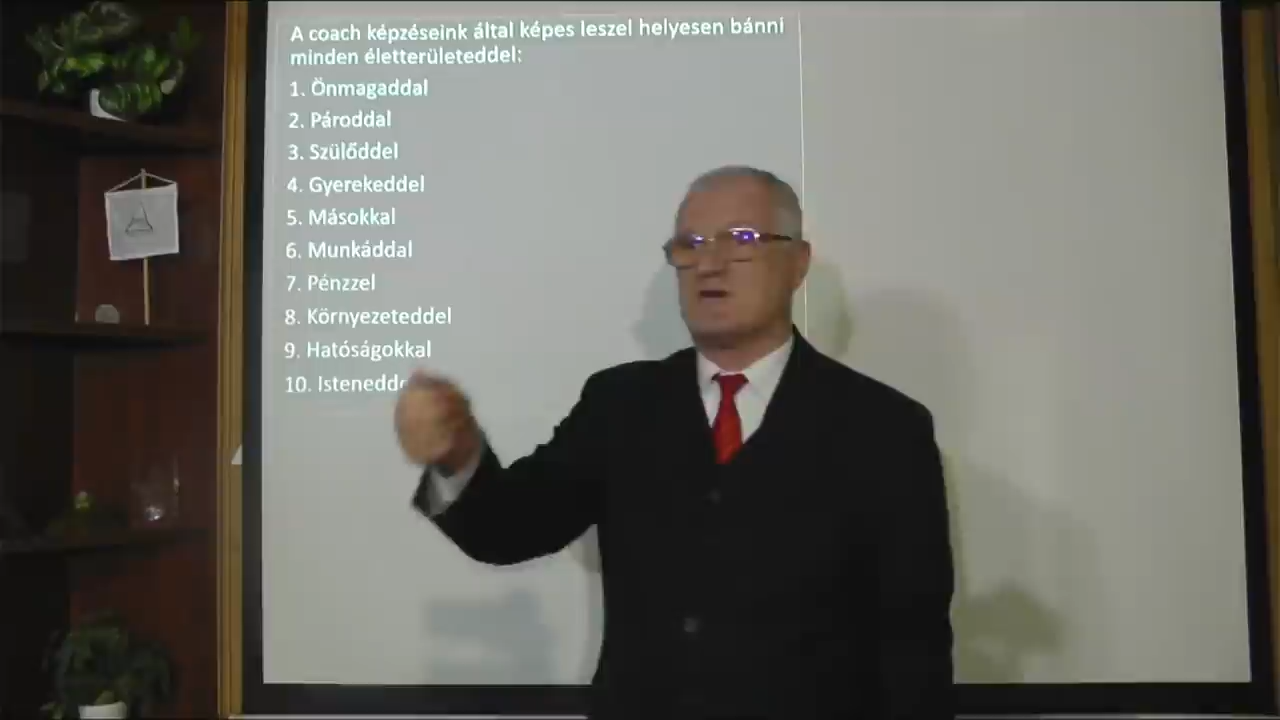 A coach képzéseink által képes leszel helyesen bánni
minden életterületeddel:
1. Önmagaddal
2. Pároddal
3. Szülőddel
4. Gyerekeddel
5. Másokkal
6. Munkáddal
7. Pénzzel
8. Környezeteddel
9. Hatóságokkal
10.